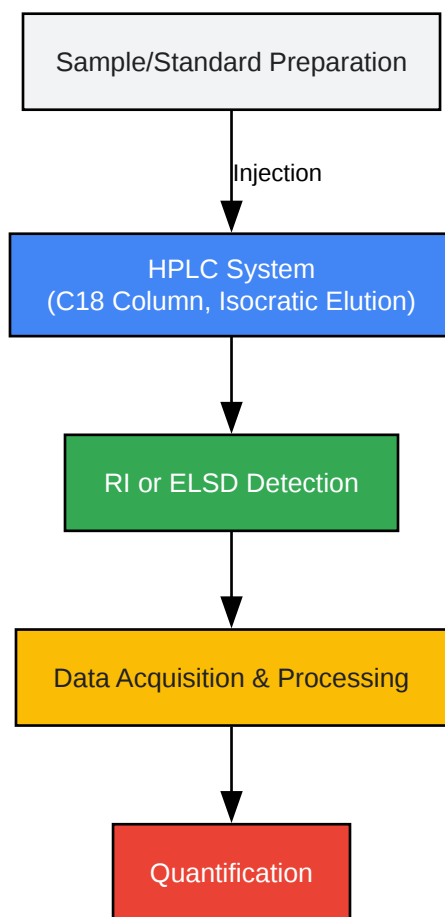 Sample/Standard Preparation
Injection
HPLC System
(C18 Column, Isocratic Elution)
RI or ELSD Detection
Data Acquisition & Processing
Quantification